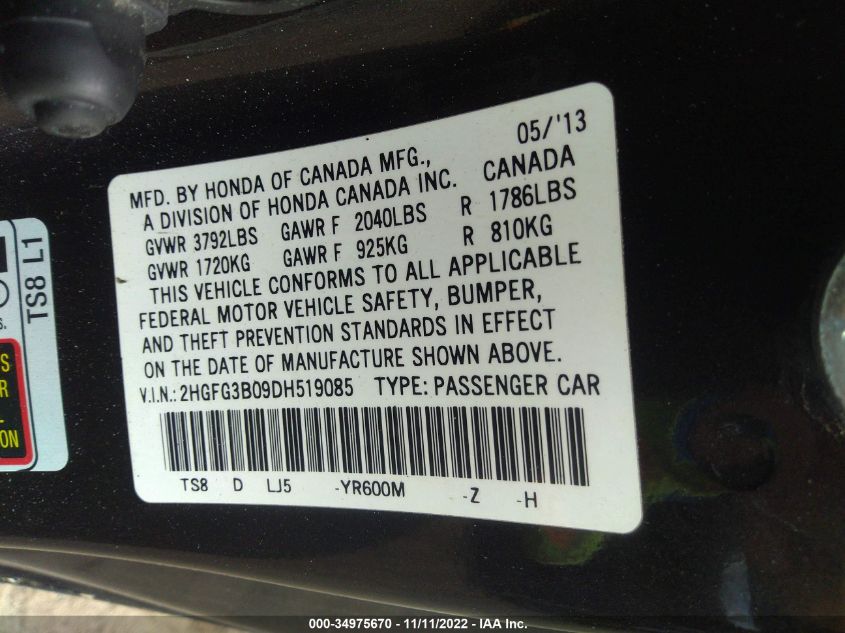 05/'13
MFD. BY HONDA OF CANADA MFG.,
A DIVISION OF HONDA CANADA INC. CANADA
GVWR 3792LBS GAWR F 2040LBS R 1786LBS
GVWR 1720KG GAWR F 925KG R 810KG
THIS VEHICLE CONFORMS TO ALL APPLICABLE
FEDERAL MOTOR VEHICLE SAFETY, BUMPER,
AND THEFT PREVENTION STANDARDS IN EFFECT
ON THE DATE OF MANUFACTURE SHOWN ABOVE.
V.I.N.: 2HGFG3B09DH519085 TYPE: PASSENGER CAR
TS8 D LJ5 -YR600M -Z -H
TS8 L1
000-34975670 - 11/11/2022 - IAA Inc.